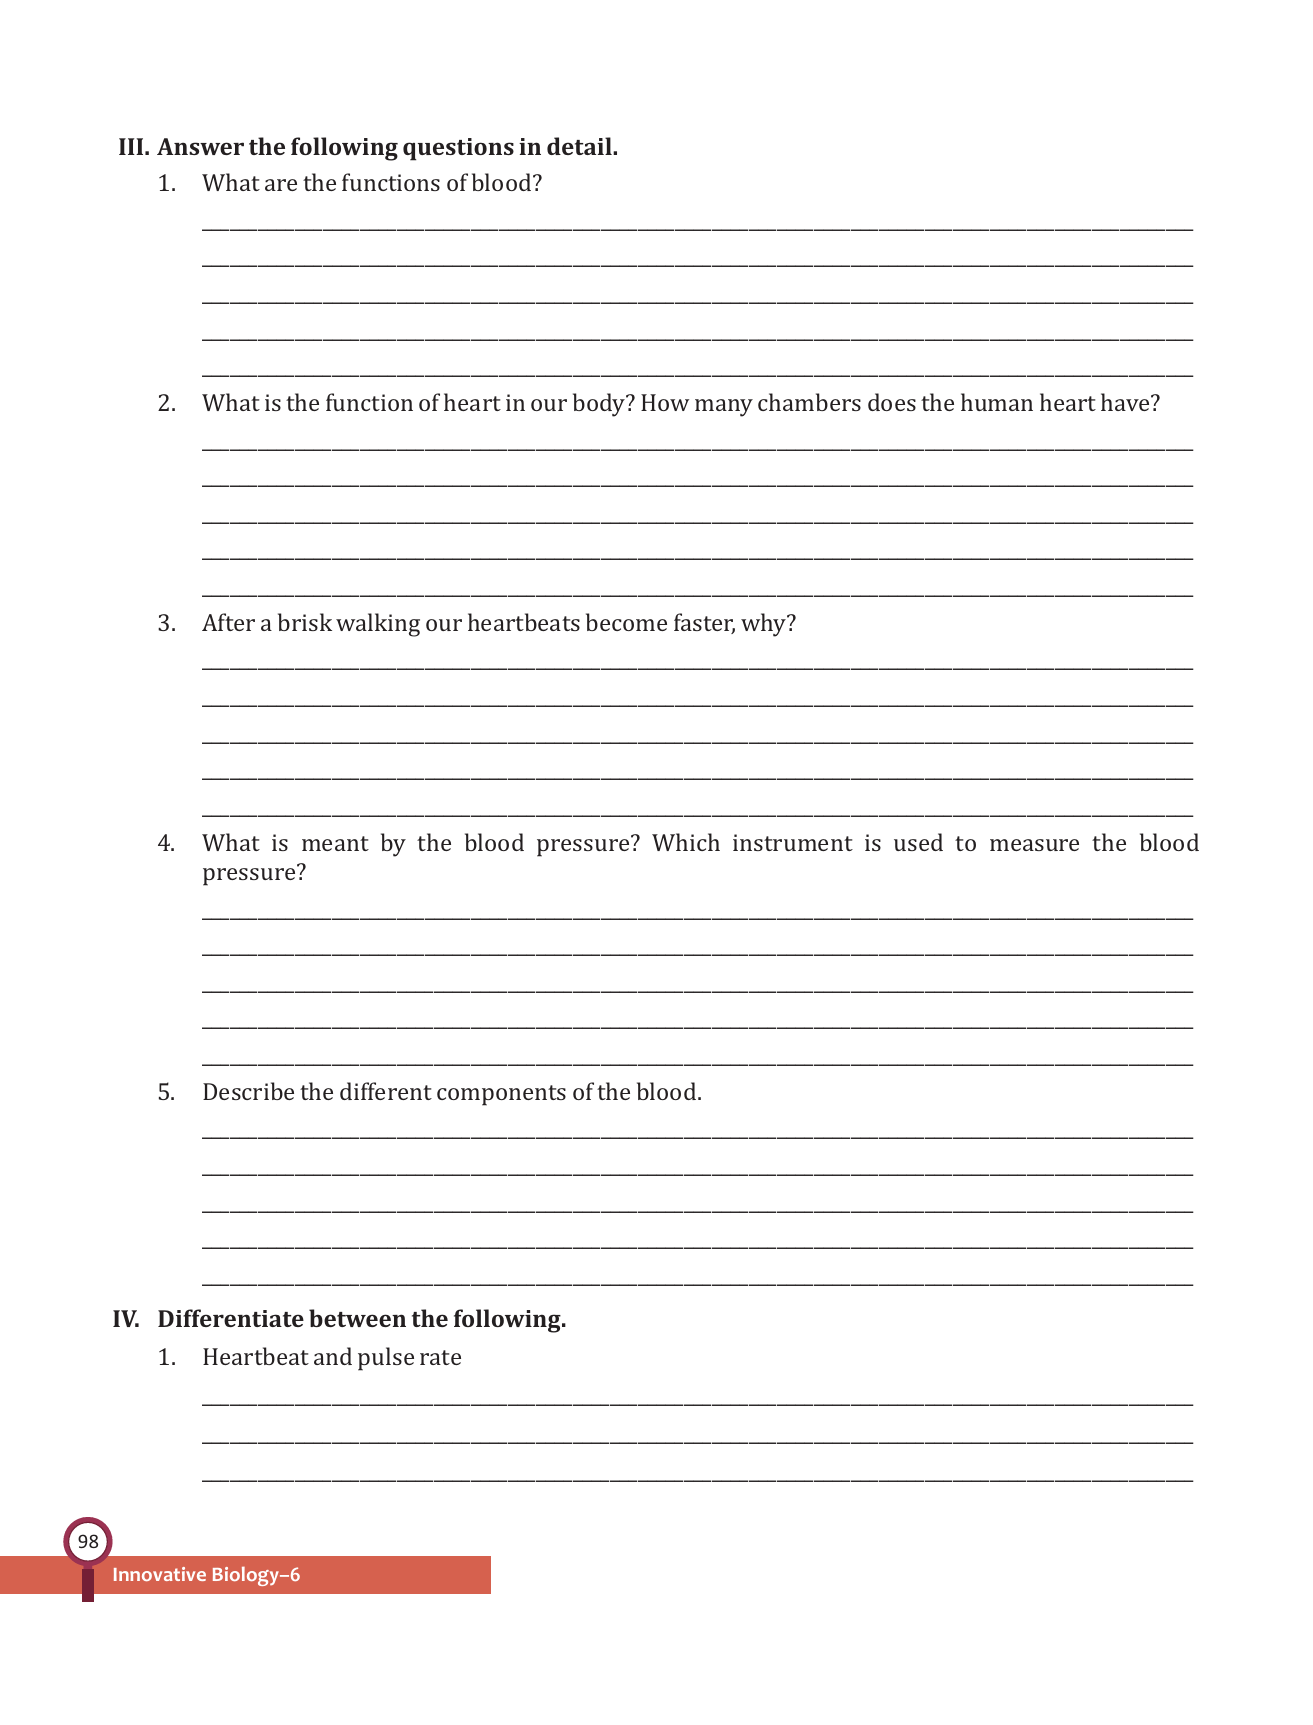 III. Answer the following questions in detail.
1. What are the functions of blood?
2. What is the function of heart in our body? How many chambers does the human heart have?
3. After a brisk walking our heartbeats become faster, why?
4. What is meant by the blood pressure? Which instrument is used to measure the blood
pressure?
5. Describe the different components of the blood.
IV. Differentiate between the following.
1. Heartbeat and pulse rate
98
Innovative Biology–6